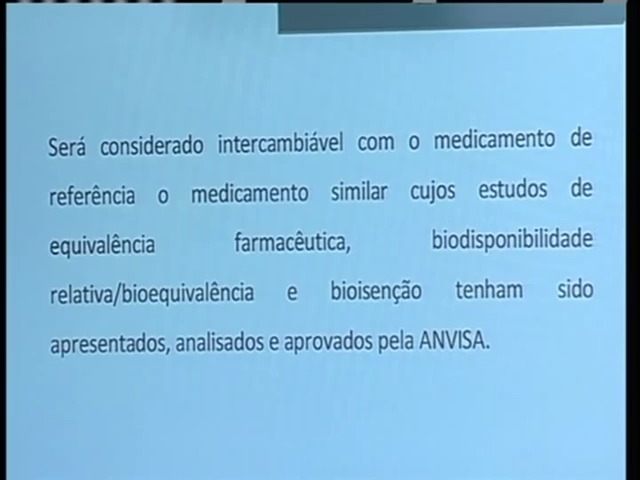 Será considerado intercambiável com o medicamento de
referência o medicamento similar cujos estudos de
equivalência farmacêutica, biodisponibilidade
relativa/bioequivalência e bioisenção tenham sido
apresentados, analisados e aprovados pela ANVISA.